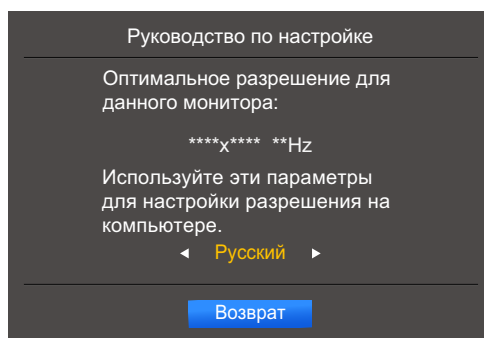 Руководство по настройке
Оптимальное разрешение для
данного монитора:
****x**** **Hz
Используйте эти параметры
для настройки разрешения на
компьютере.
Русский
Возврат